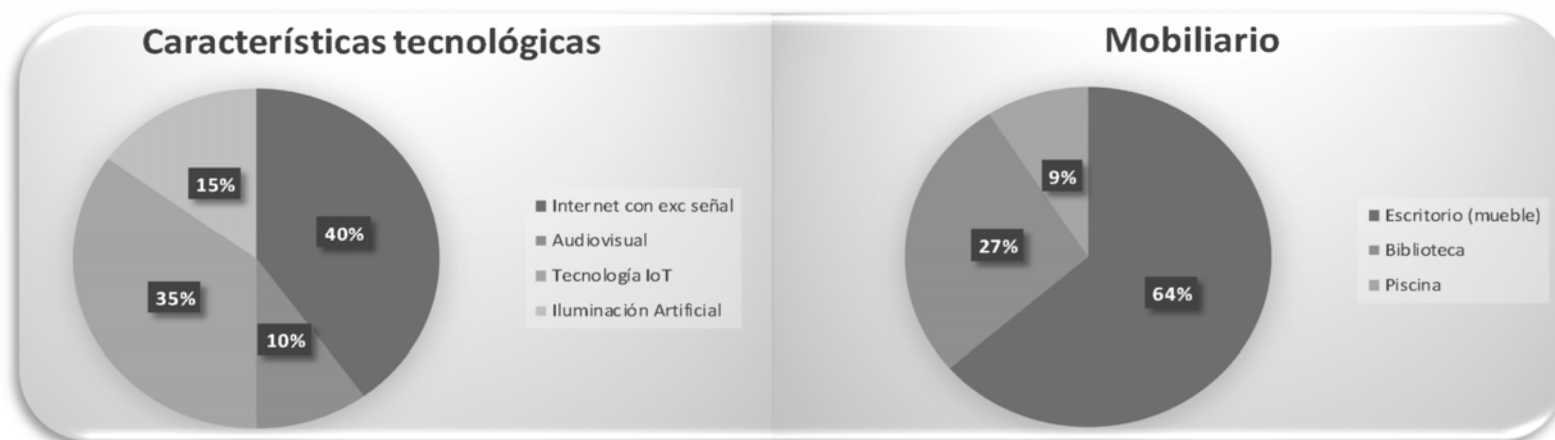 Características tecnológicas
15%
40%
35%
10%
Internet con exc señal
Audiovisual
Tecnología IoT
Iluminación Artificial
Mobiliario
9%
27%
64%
Escritorio (mueble)
Biblioteca
Piscina